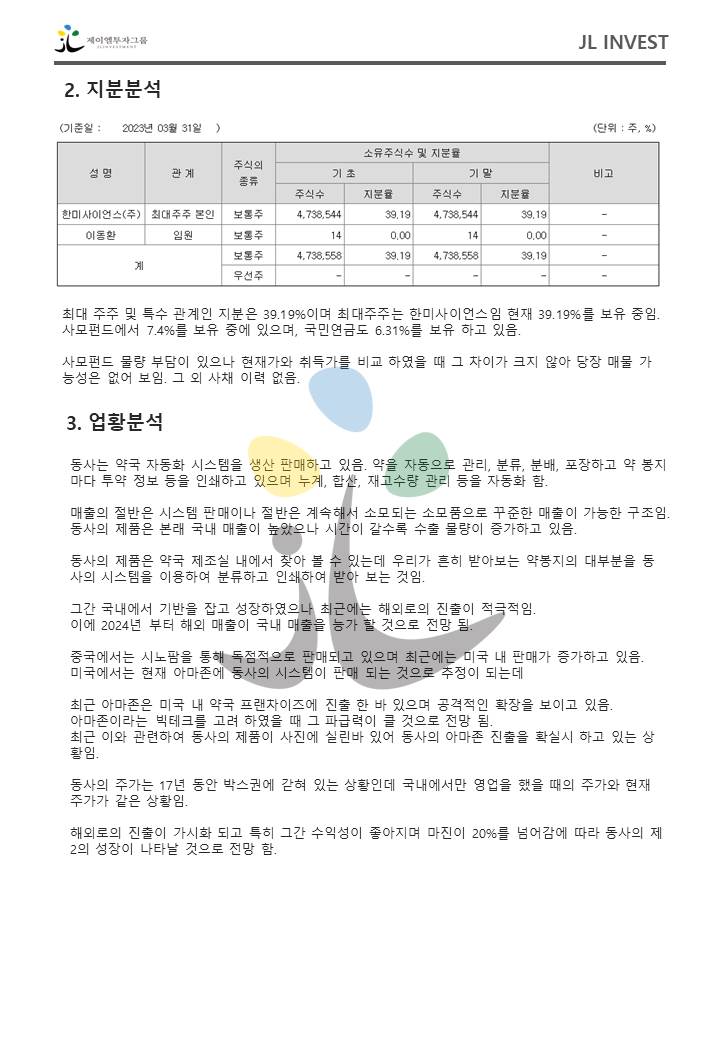 제이엘투자그룹
JL INVESTMENT
JL INVEST
2. 지분분석
(기준일 : 2023년 03월 31일 ) (단위 : 주, %)
성 명 관 계 주식의 종류 소유주식수 및 지분율 비고
기 초 기 말
주식수 지분율 주식수 지분율
한미사이언스(주) 최대주주 본인 보통주 4,738,544 39.19 4,738,544 39.19 -
이동환 임원 보통주 14 0.00 14 0.00 -
계 보통주 4,738,558 39.19 4,738,558 39.19 -
우선주 - - - - -
최대 주주 및 특수 관계인 지분은 39.19%이며 최대주주는 한미사이언스임 현재 39.19%를 보유 중임.
사모펀드에서 7.4%를 보유 중에 있으며, 국민연금도 6.31%를 보유 하고 있음.
사모펀드 물량 부담이 있으나 현재가와 취득가를 비교 하였을 때 그 차이가 크지 않아 당장 매물 가
능성은 없어 보임. 그 외 사채 이력 없음.
3. 업황분석
동사는 약국 자동화 시스템을 생산 판매하고 있음. 약을 자동으로 관리, 분류, 분배, 포장하고 약 봉지
마다 투약 정보 등을 인쇄하고 있으며 누계, 합산, 재고수량 관리 등을 자동화 함.
매출의 절반은 시스템 판매이나 절반은 계속해서 소모되는 소모품으로 꾸준한 매출이 가능한 구조임.
동사의 제품은 본래 국내 매출이 높았으나 시간이 갈수록 수출 물량이 증가하고 있음.
동사의 제품은 약국 제조실 내에서 찾아 볼 수 있는데 우리가 흔히 받아보는 약봉지의 대부분을 동
사의 시스템을 이용하여 분류하고 인쇄하여 받아 보는 것임.
그간 국내에서 기반을 잡고 성장하였으나 최근에는 해외로의 진출이 적극적임.
이에 2024년 부터 해외 매출이 국내 매출을 능가 할 것으로 전망 됨.
중국에서는 시노팜을 통해 독점적으로 판매되고 있으며 최근에는 미국 내 판매가 증가하고 있음.
미국에서는 현재 아마존에 동사의 시스템이 판매 되는 것으로 추정이 되는데
최근 아마존은 미국 내 약국 프랜차이즈에 진출 한 바 있으며 공격적인 확장을 보이고 있음.
아마존이라는 빅테크를 고려 하였을 때 그 파급력이 클 것으로 전망 됨.
최근 이와 관련하여 동사의 제품이 사진에 실린바 있어 동사의 아마존 진출을 확실시 하고 있는 상
황임.
동사의 주가는 17년 동안 박스권에 갇혀 있는 상황인데 국내에서만 영업을 했을 때의 주가와 현재
주가가 같은 상황임.
해외로의 진출이 가시화 되고 특히 그간 수익성이 좋아지며 마진이 20%를 넘어감에 따라 동사의 제
2의 성장이 나타날 것으로 전망 함.